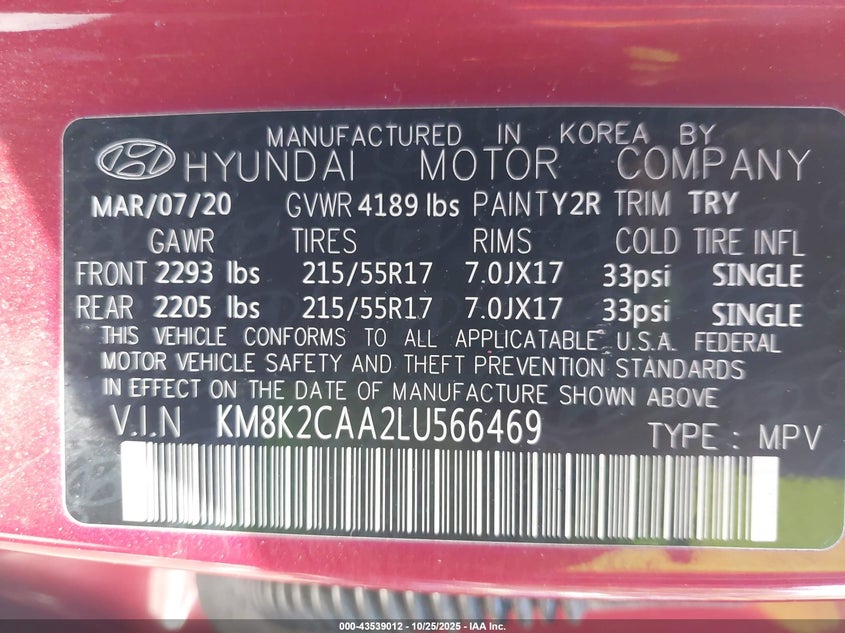 MANUFACTURED IN KOREA BY
HYUNDAI MOTOR COMPANY
MAR/07/20 GVWR 4189 lbs PAINT Y2R TRIM TRY
GAWR TIRES RIMS COLD TIRE INFL
FRONT 2293 lbs 215/55R17 7.0JX17 33psi SINGLE
REAR 2205 lbs 215/55R17 7.0JX17 33psi SINGLE
THIS VEHICLE CONFORMS TO ALL APPLICATABLE U.S.A. FEDERAL
MOTOR VEHICLE SAFETY AND THEFT PREVENTION STANDARDS
IN EFFECT ON THE DATE OF MANUFACTURE SHOWN ABOVE
V.I.N KM8K2CAA2LU566469 TYPE : MPV
000-43539012 - 10/25/2025 - IAA Inc.